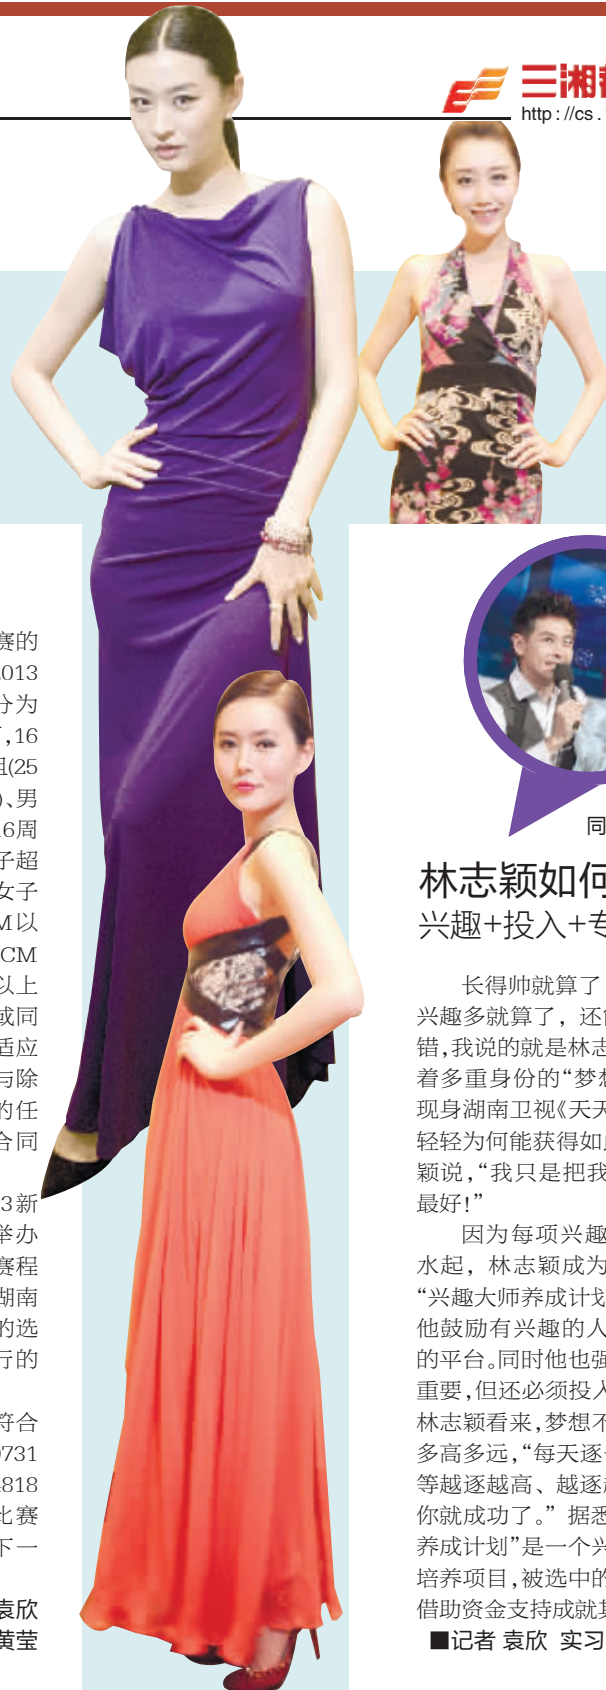 三湘
http://cs.
赛的
2013
分为
,16
组(25
)、男
16周
子超
女子
M以
CM
以上
或同
适应
与除
的任
合同
3新
举办
赛程
湖南
的选
行的
符合
0731
4818
比赛
下一
袁欣
黄莹
同
林志颖如何
兴趣+投入+专
长得帅就算了
兴趣多就算了，还
错,我说的就是林志
着多重身份的“梦想
现身湖南卫视《天天
轻轻为何能获得如此
颖说,“我只是把我
最好!”
因为每项兴趣
水起，林志颖成为
“兴趣大师养成计划
他鼓励有兴趣的人
的平台。同时他也强
重要,但还必须投入
林志颖看来,梦想不
多高多远,“每天逐
等越逐越高、越逐越
你就成功了。”据悉
养成计划”是一个兴
培养项目,被选中的
借助资金支持成就其
■记者 袁欣 实习